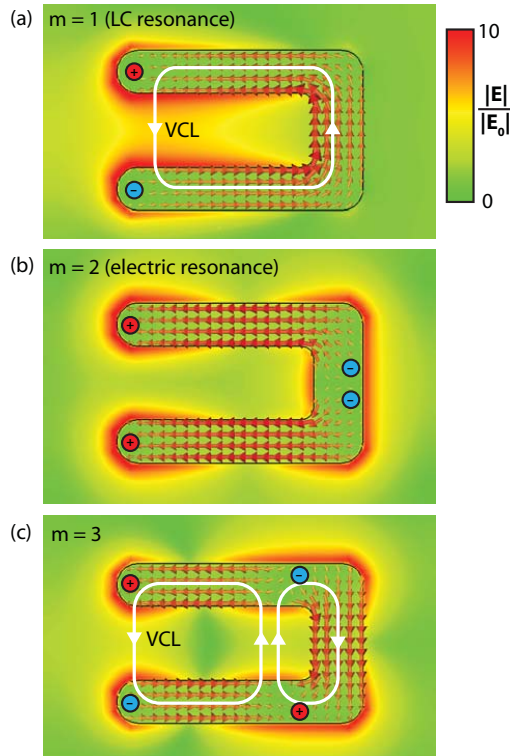 (a) m = 1 (LC resonance)
+
VCL
−
10
|E|
|E₀|
0
(b) m = 2 (electric resonance)
+
−
−
+
(c) m = 3
−
+
VCL
−
+